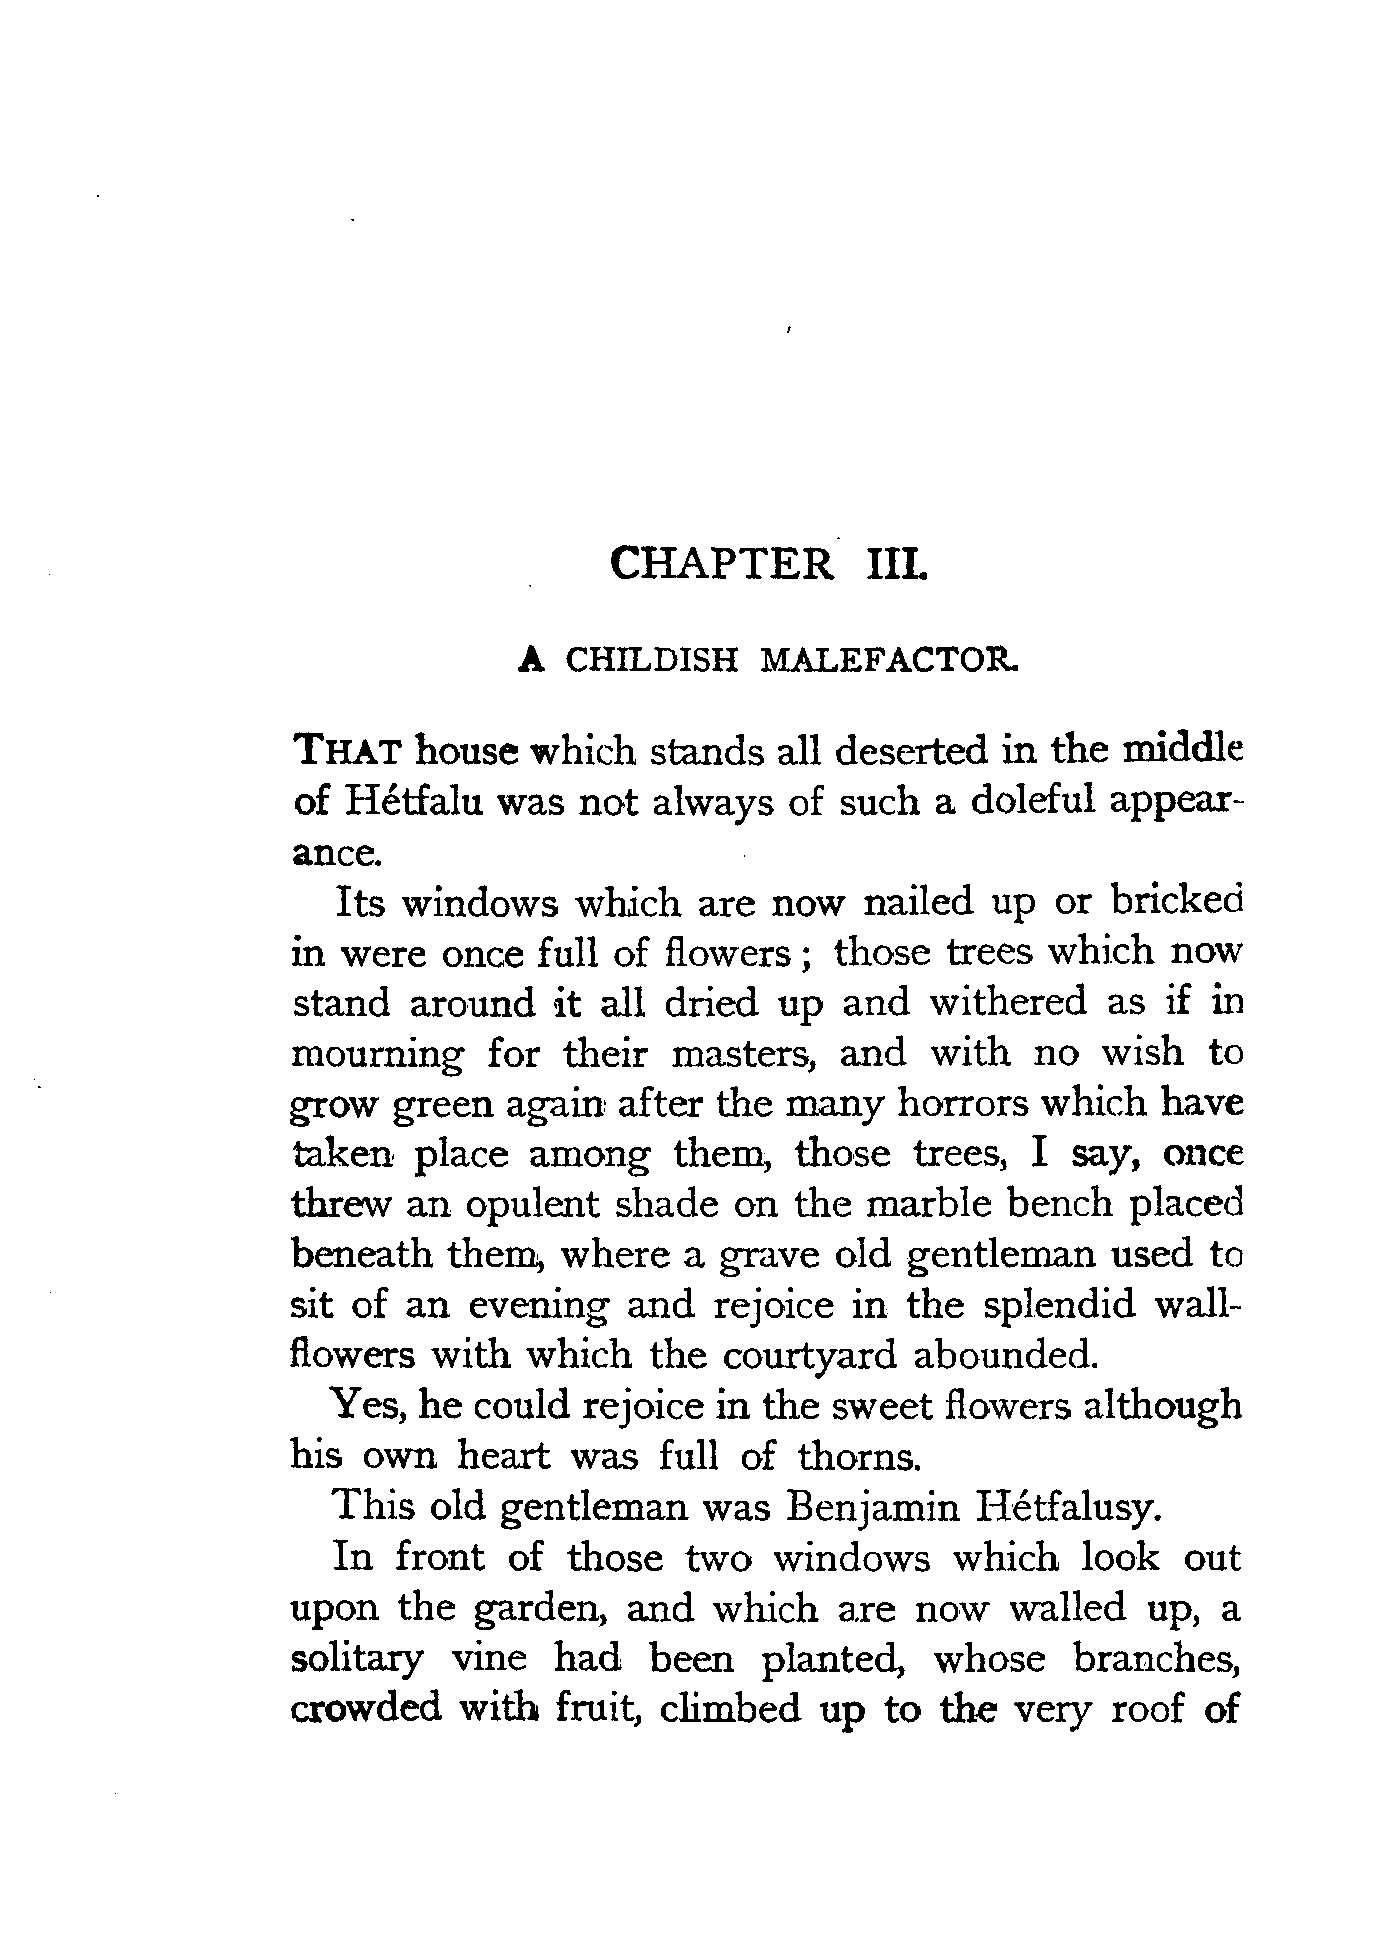 CHAPTER III.
A CHILDISH MALEFACTOR.
THAT house which stands all deserted in the middle
of Hétfalu was not always of such a doleful appear-
ance.
Its windows which are now nailed up or bricked
in were once full of flowers; those trees which now
stand around it all dried up and withered as if in
mourning for their masters, and with no wish to
grow green again after the many horrors which have
taken place among them, those trees, I say, once
threw an opulent shade on the marble bench placed
beneath them, where a grave old gentleman used to
sit of an evening and rejoice in the splendid wall-
flowers with which the courtyard abounded.
Yes, he could rejoice in the sweet flowers although
his own heart was full of thorns.
This old gentleman was Benjamin Hétfalusy.
In front of those two windows which look out
upon the garden, and which are now walled up, a
solitary vine had been planted, whose branches,
crowded with fruit, climbed up to the very roof of